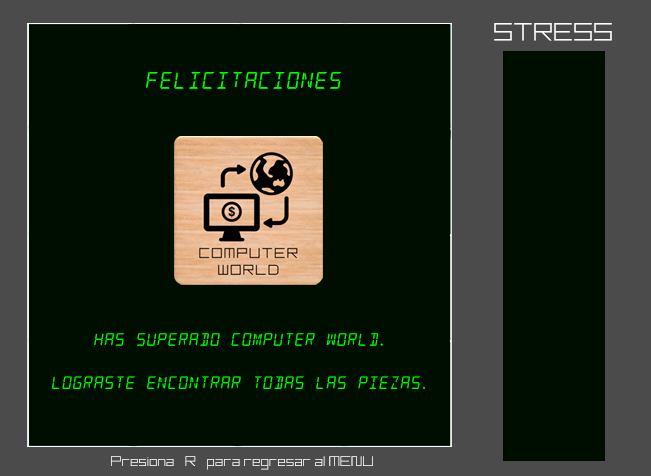 STRESS
FELICITACIONES
$
COMPUTER
WORLD
HAS SUPERADO COMPUTER WORLD.
LOGRASTE ENCONTRAR TODAS LAS PIEZAS.
Presiona R para regresar al MENU